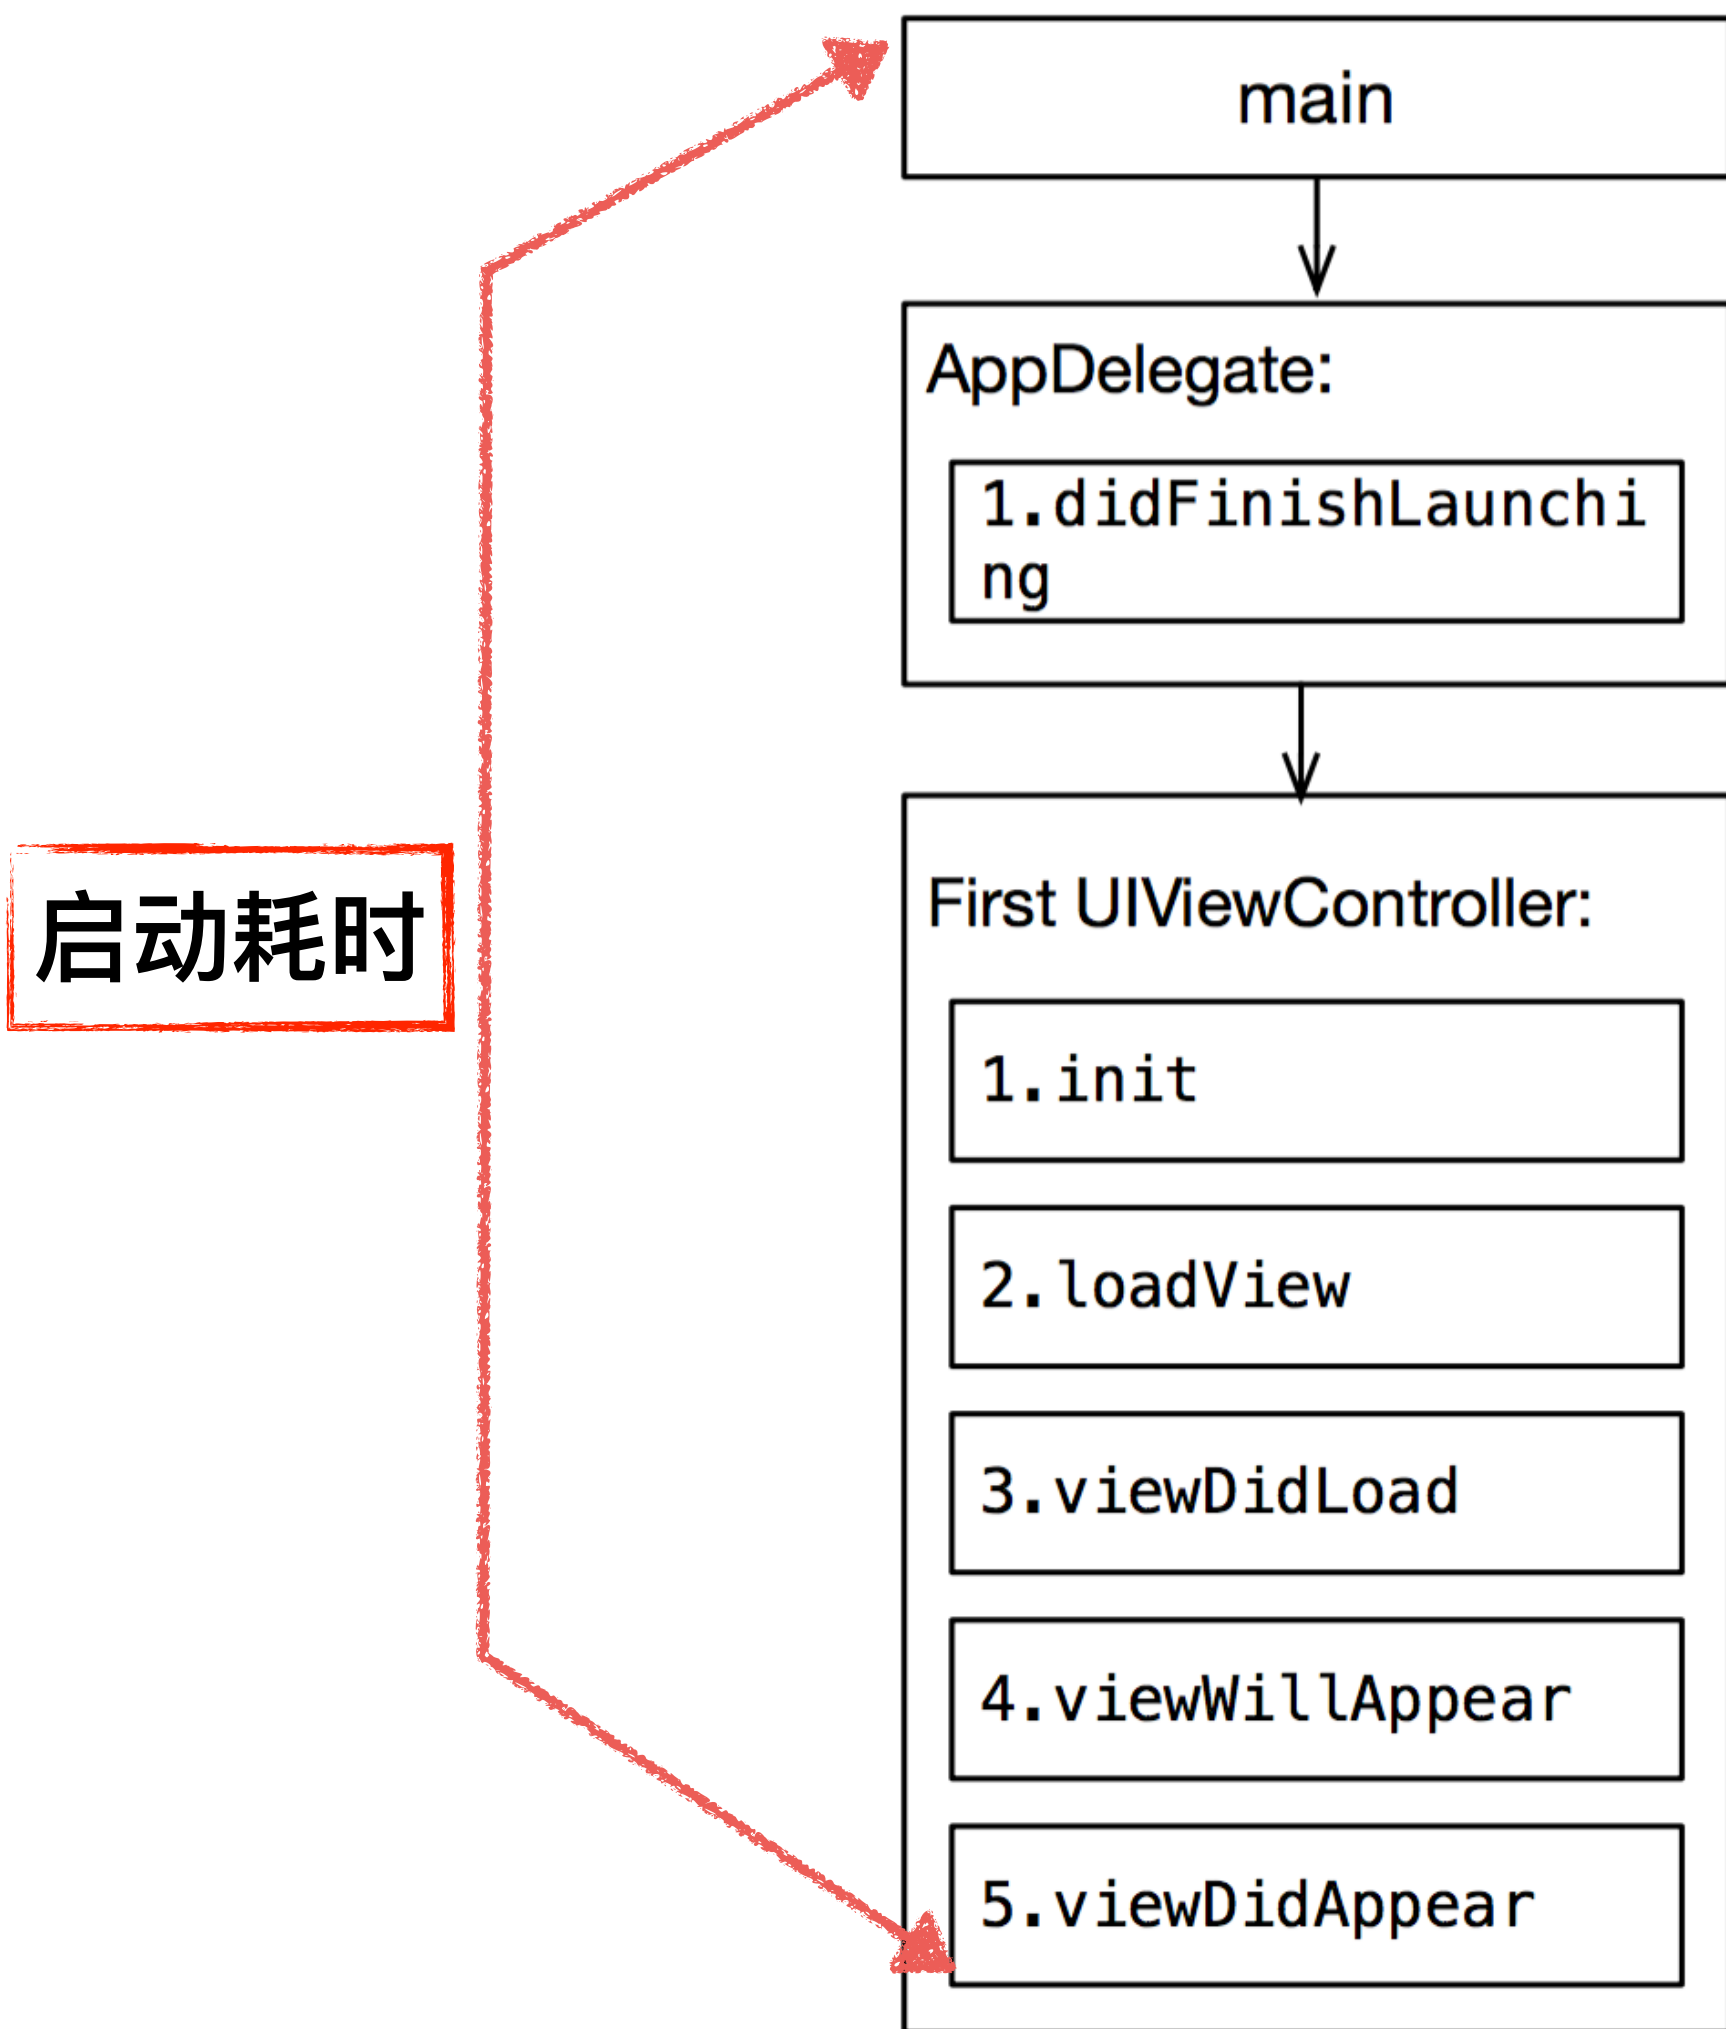 main
AppDelegate:
1.didFinishLaunchi
ng
启动耗时
First UIViewController:
1.init
2.loadView
3.viewDidLoad
4.viewWillAppear
5.viewDidAppear